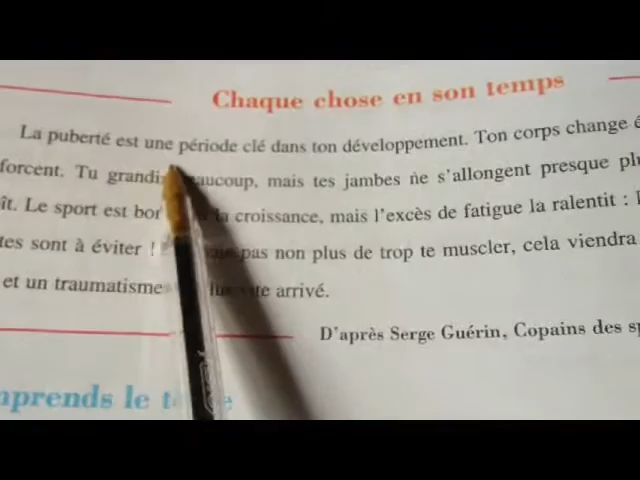 Chaque chose en son temps
La puberté est une période clé dans ton développement. Ton corps change
forcent. Tu grandis beaucoup, mais tes jambes ne s'allongent presque
Le sport est la croissance, mais l'excès de fatigue la ralentit :
sont à éviter ! pas non plus de trop te muscler, cela viendra
et un traumatisme vite arrivé.
D'après Serge Guérin, Copains des
le